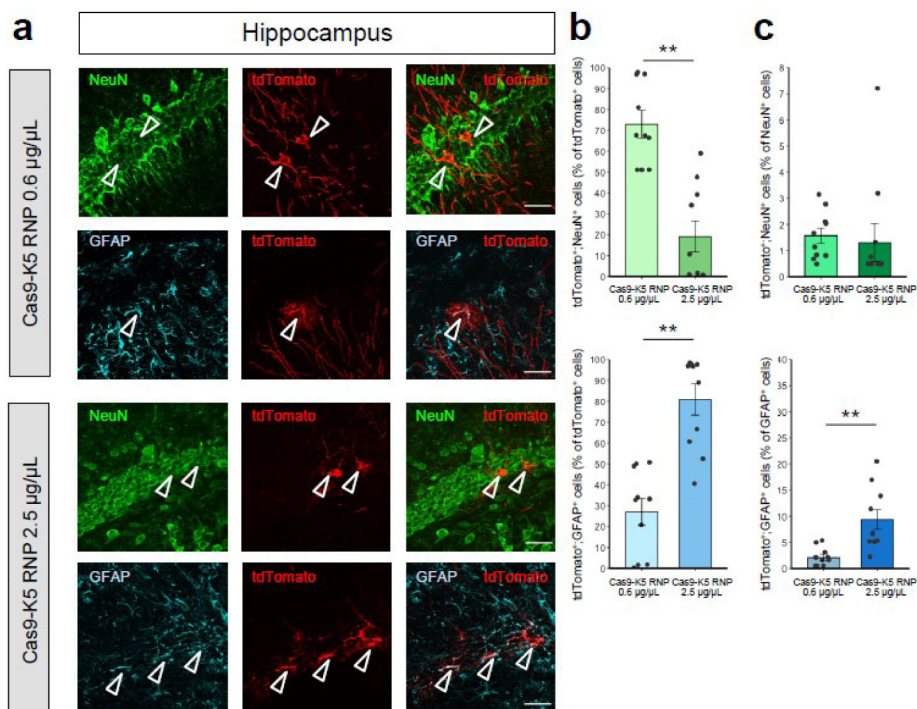 a
Hippocampus
Cas9-K5 RNP 0.6 µg/µL
NeuN
tdTomato
NeuN tdTomato
GFAP
tdTomato
GFAP tdTomato
Cas9-K5 RNP 2.5 µg/µL
NeuN
tdTomato
NeuN tdTomato
GFAP
tdTomato
GFAP tdTomato
b
tdTomato⁺;NeuN⁺ cells (% of tdTomato⁺ cells)
100
90
80
70
60
50
40
30
20
10
0
**
Cas9-K5 RNP
0.6 µg/µL
Cas9-K5 RNP
2.5 µg/µL
tdTomato⁺;GFAP⁺ cells (% of tdTomato⁺ cells)
100
90
80
70
60
50
40
30
20
10
0
**
Cas9-K5 RNP
0.6 µg/µL
Cas9-K5 RNP
2.5 µg/µL
c
tdTomato⁺;NeuN⁺ cells (% of NeuN⁺ cells)
8
7
6
5
4
3
2
1
0
Cas9-K5 RNP
0.6 µg/µL
Cas9-K5 RNP
2.5 µg/µL
tdTomato⁺;GFAP⁺ cells (% of GFAP⁺ cells)
40
35
30
25
20
15
10
5
0
**
Cas9-K5 RNP
0.6 µg/µL
Cas9-K5 RNP
2.5 µg/µL